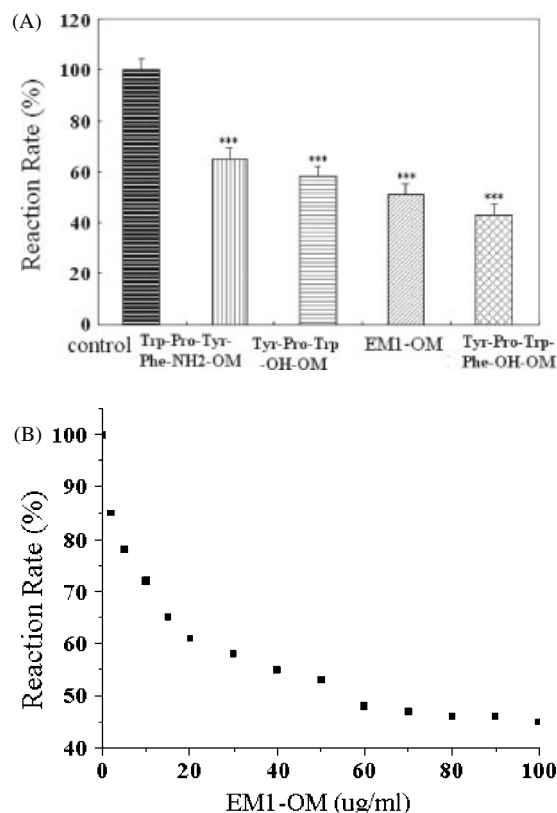 (A)
120
100
80
60
40
20
0
Reaction Rate (%)
***
***
***
***
control
Trp-Pro-Tyr-
Phe-NH2-OM
Tyr-Pro-Trp
-OH-OM
EM1-OM
Tyr-Pro-Trp-
Phe-OH-OM
(B)
100
90
80
70
60
50
40
Reaction Rate (%)
0
20
40
60
80
100
EM1-OM (ug/ml)